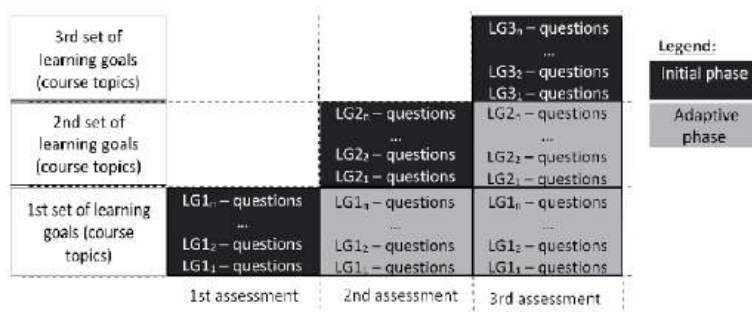 3rd set of
learning goals
(course topics)
LG3ₙ – questions
...
LG3₂ – questions
LG3₁ – questions
Legend:
Initial phase
Adaptive
phase
2nd set of
learning goals
(course topics)
LG2ₙ – questions
...
LG2₂ – questions
LG2₁ – questions
LG2ₙ – questions
...
LG2₂ – questions
LG2₁ – questions
1st set of learning
goals (course
topics)
LG1ₙ – questions
...
LG1₂ – questions
LG1₁ – questions
LG1ₙ – questions
...
LG1₂ – questions
LG1₁ – questions
LG1ₙ – questions
...
LG1₂ – questions
LG1₁ – questions
1st assessment
2nd assessment
3rd assessment